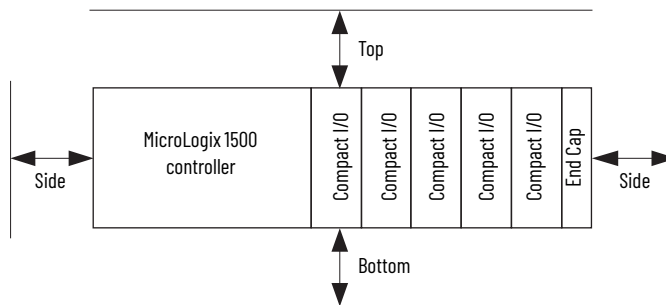 Top
MicroLogix 1500
controller
Compact I/O
Compact I/O
Compact I/O
Compact I/O
Compact I/O
End Cap
Side
Side
Bottom